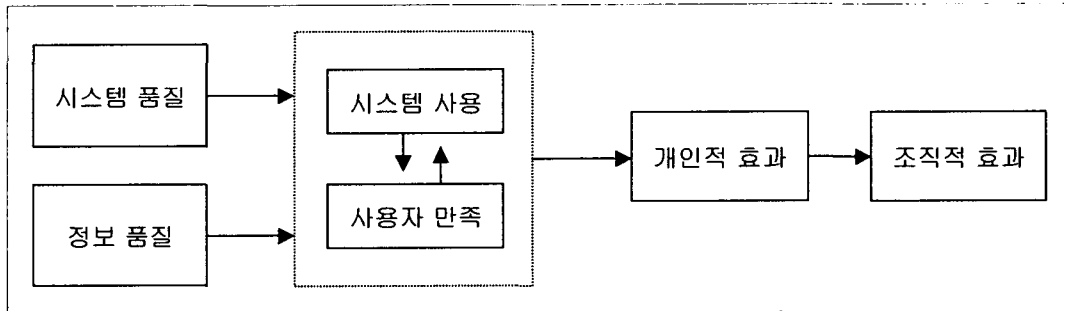 시스템 품질
정보 품질
시스템 사용
사용자 만족
개인적 효과
조직적 효과